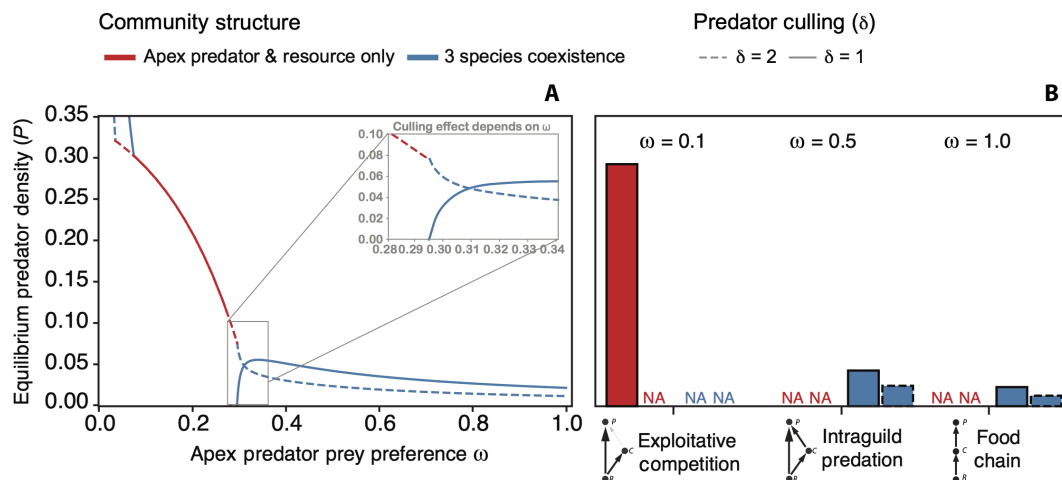 Community structure
Predator culling (δ)
Apex predator & resource only
3 species coexistence
δ = 2
δ = 1
A
B
Equilibrium predator density (P)
0.35
0.30
0.25
0.20
0.15
0.10
0.05
0.00
0.0
0.2
0.4
0.6
0.8
1.0
Apex predator prey preference ω
Culling effect depends on ω
0.10
0.08
0.06
0.04
0.02
0.00
0.28 0.29 0.30 0.31 0.32 0.33 0.34
ω = 0.1
ω = 0.5
ω = 1.0
NA
NA NA
NA NA
NA NA
P
C
Exploitative
competition
P
C
Intraguild
predation
P
C
Food
chain